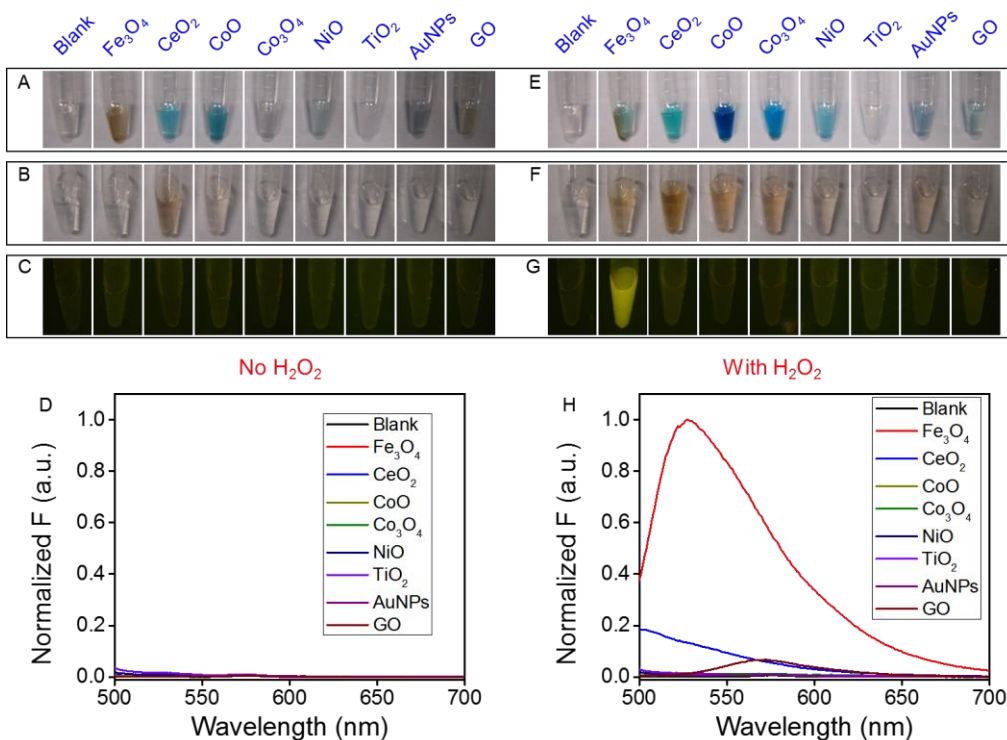 Blank Fe₃O₄ CeO₂ CoO Co₃O₄ NiO TiO₂ AuNPs GO
Blank Fe₃O₄ CeO₂ CoO Co₃O₄ NiO TiO₂ AuNPs GO
A
E
B
F
C
G
No H₂O₂
With H₂O₂
D
Normalized F (a.u.)
1.0
0.8
0.6
0.4
0.2
0.0
Blank
Fe₃O₄
CeO₂
CoO
Co₃O₄
NiO
TiO₂
AuNPs
GO
500 550 600 650 700
Wavelength (nm)
H
Normalized F (a.u.)
1.0
0.8
0.6
0.4
0.2
0.0
Blank
Fe₃O₄
CeO₂
CoO
Co₃O₄
NiO
TiO₂
AuNPs
GO
500 550 600 650 700
Wavelength (nm)